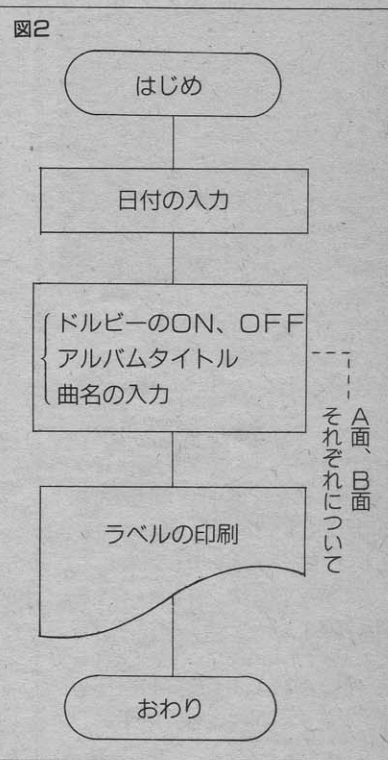 図2
はじめ
日付の入力
ドルビーのON、OFF
アルバムタイトル
曲名の入力
A面、B面
それぞれについて
ラベルの印刷
おわり